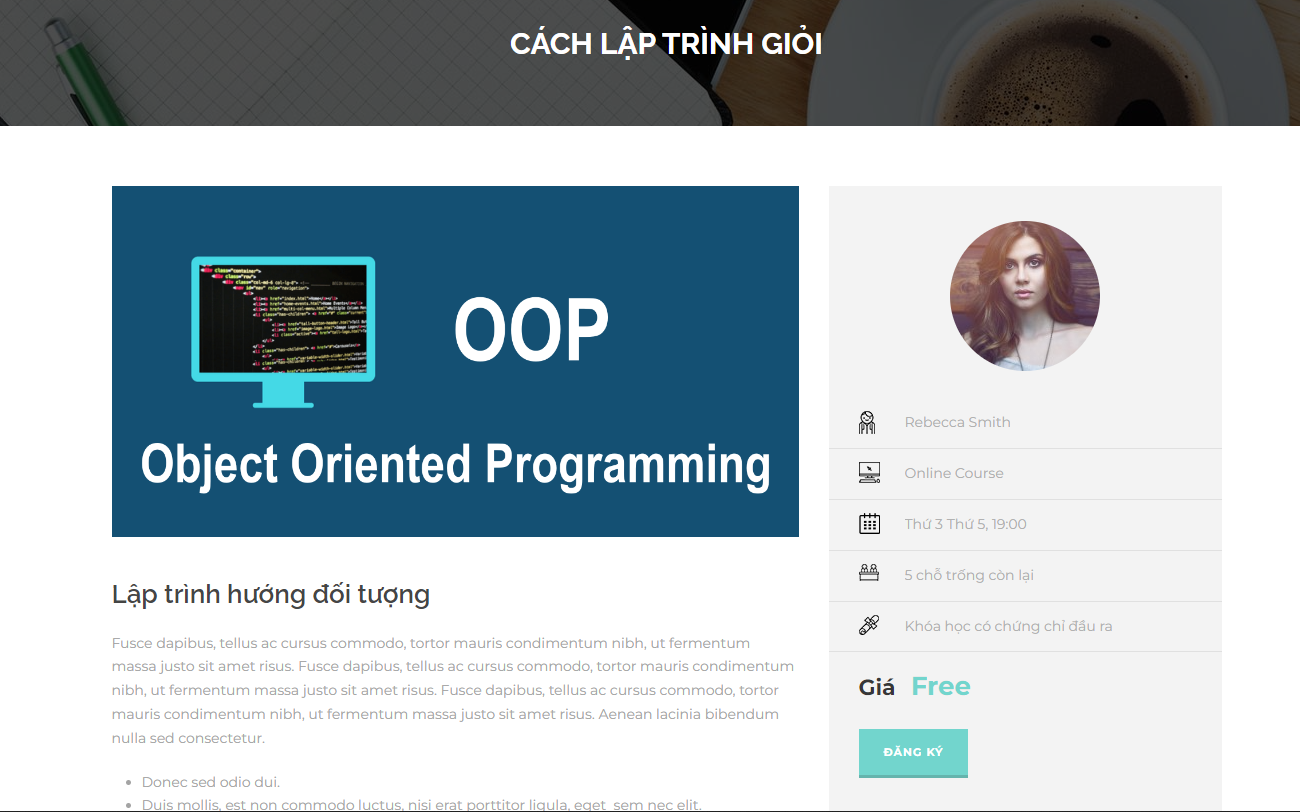 CÁCH LẬP TRÌNH GIỎI
OOP
Object Oriented Programming
Lập trình hướng đối tượng
Fusce dapibus, tellus ac cursus commodo, tortor mauris condimentum nibh, ut fermentum
massa justo sit amet risus. Fusce dapibus, tellus ac cursus commodo, tortor mauris condimentum
nibh, ut fermentum massa justo sit amet risus. Fusce dapibus, tellus ac cursus commodo, tortor
mauris condimentum nibh, ut fermentum massa justo sit amet risus. Aenean lacinia bibendum
nulla sed consectetur.
• Donec sed odio dui.
• Duis mollis, est non commodo luctus, nisi erat porttitor ligula, eget sem nec elit.
Rebecca Smith
Online Course
Thứ 3 Thứ 5, 19:00
5 chỗ trống còn lại
Khóa học có chứng chỉ đầu ra
Giá Free
ĐĂNG KÝ